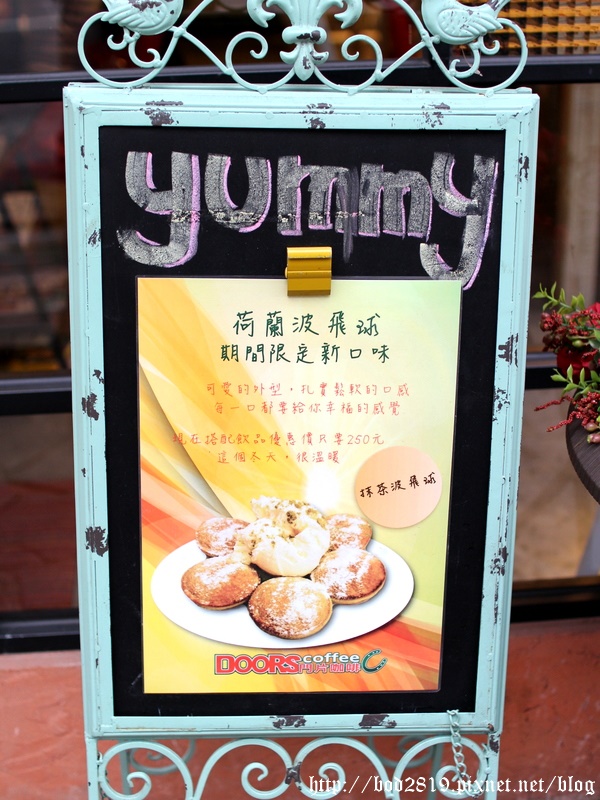 yummy
荷蘭波飛球
期間限定新口味
可愛的外型，扎實鬆軟的口感
每一口都要給你幸福的感覺
現在搭配飲品優惠價只要250元
這個冬天，很溫暖
抹茶波飛球
DOORS coffee
門片咖啡
http://bod2819.pixnet.net/blog